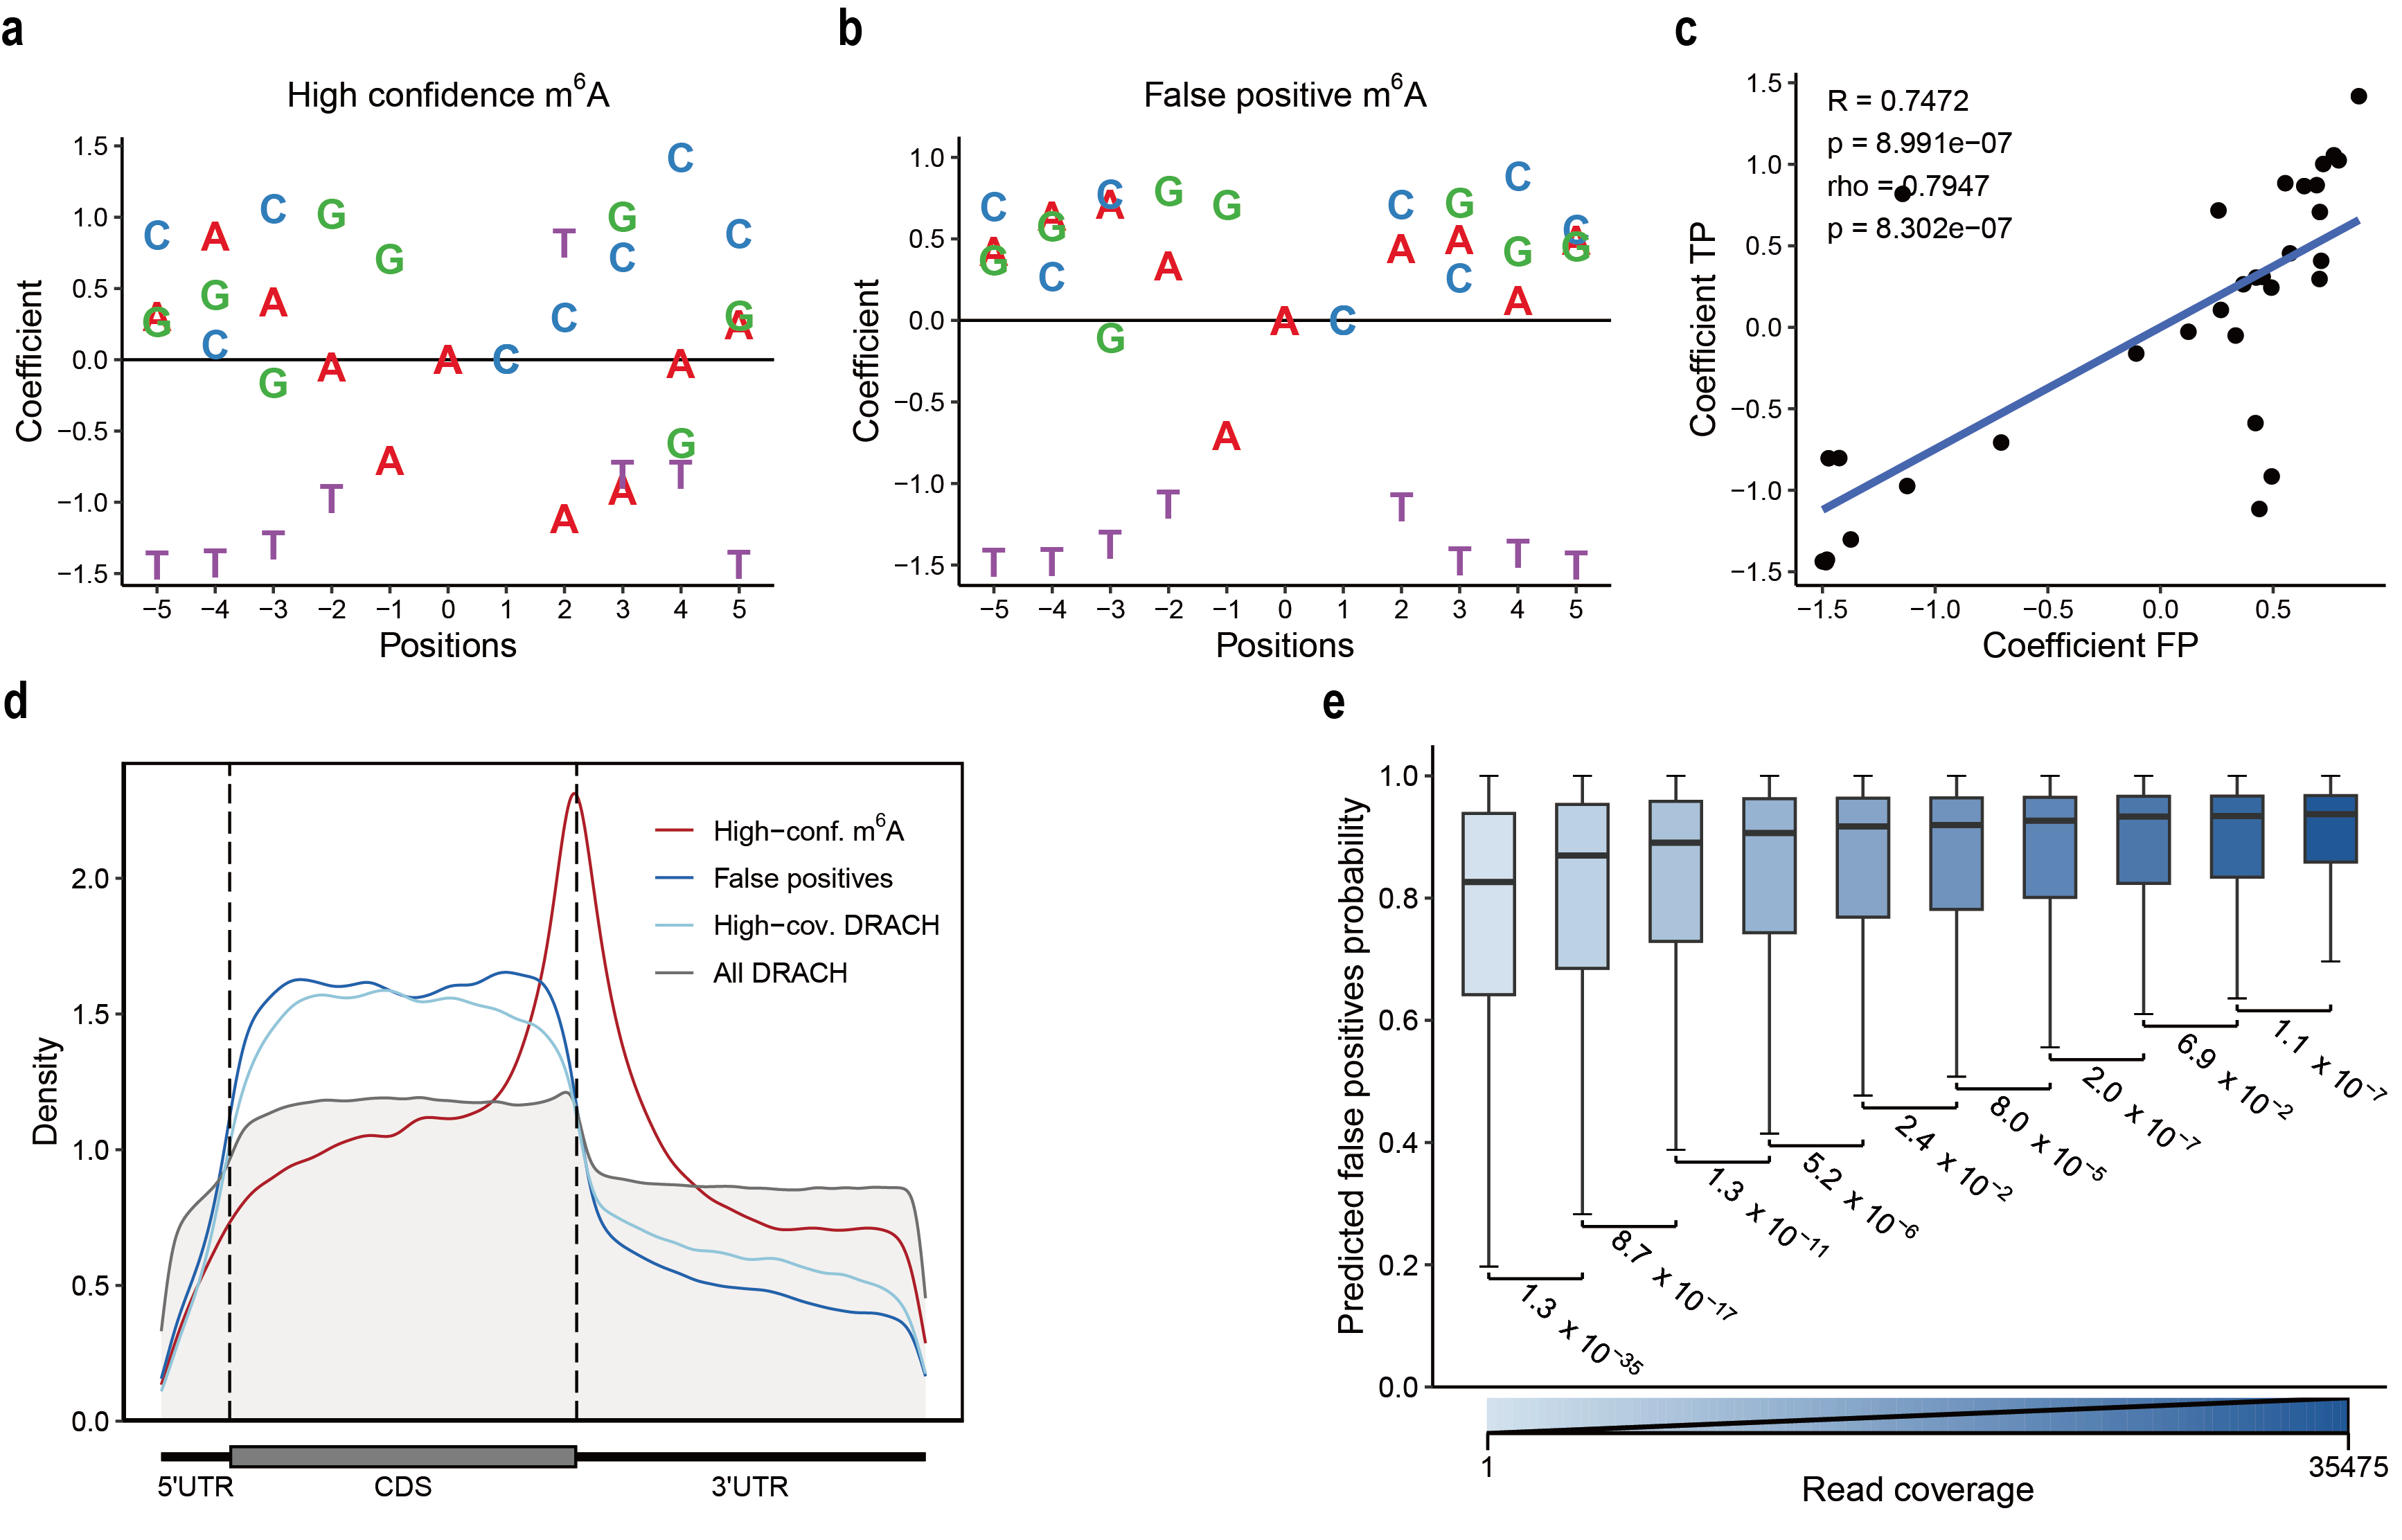 a
High confidence m⁶A
Coefficient
1.5
1.0
0.5
0.0
−0.5
−1.0
−1.5
C A C G G T G C C
A G G C A A A C C C G A A G
T T T T A A T A G T T
−5 −4 −3 −2 −1 0 1 2 3 4 5
Positions
b
False positive m⁶A
Coefficient
1.0
0.5
0.0
−0.5
−1.0
−1.5
C A G C A G G C G C C
A G C G A A C A A C G A A G
T T T T A T T T T
−5 −4 −3 −2 −1 0 1 2 3 4 5
Positions
c
R = 0.7472
p = 8.991e−07
rho = 0.7947
p = 8.302e−07
Coefficient TP
1.5
1.0
0.5
0.0
−0.5
−1.0
−1.5
−1.5 −1.0 −0.5 0.0 0.5
Coefficient FP
d
Density
2.0
1.5
1.0
0.5
0.0
High−conf. m⁶A
False positives
High−cov. DRACH
All DRACH
5'UTR CDS 3'UTR
e
Predicted false positives probability
1.0
0.8
0.6
0.4
0.2
0.0
1.3 x 10⁻³⁵
8.7 x 10⁻¹⁷
1.3 x 10⁻¹¹
5.2 x 10⁻⁶
2.4 x 10⁻²
8.0 x 10⁻⁵
2.0 x 10⁻⁷
6.9 x 10⁻²
1.1 x 10⁻⁷
1 35475
Read coverage